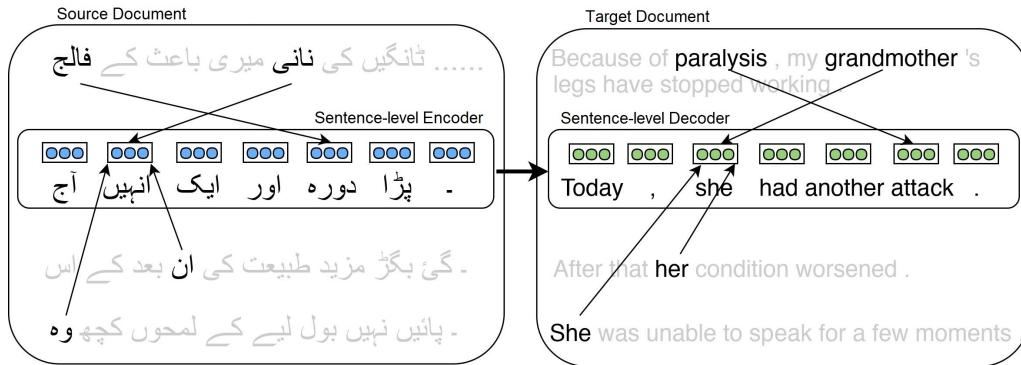 Source Document
فالج کے باعث میری نانی کی ٹانگیں ......
Sentence-level Encoder
آج انہیں ایک اور دورہ پڑا ۔
اس کے بعد ان کی طبیعت مزید بگڑ گئ ۔
وہ کچھ لمحوں کے لیے بول نہیں پائیں ۔
Target Document
Because of paralysis , my grandmother 's
legs have stopped working .
Sentence-level Decoder
Today , she had another attack .
After that her condition worsened .
She was unable to speak for a few moments .